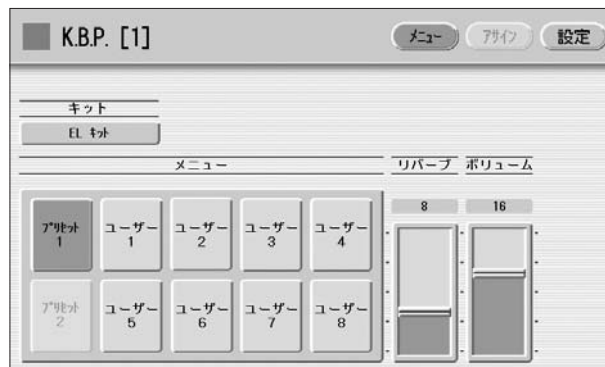 K.B.P. [1]
メニュー アサイン 設定
キット
EL キット
メニュー リバーブ ボリューム
8 16
プリセット 1
ユーザー 1
ユーザー 2
ユーザー 3
ユーザー 4
プリセット 2
ユーザー 5
ユーザー 6
ユーザー 7
ユーザー 8